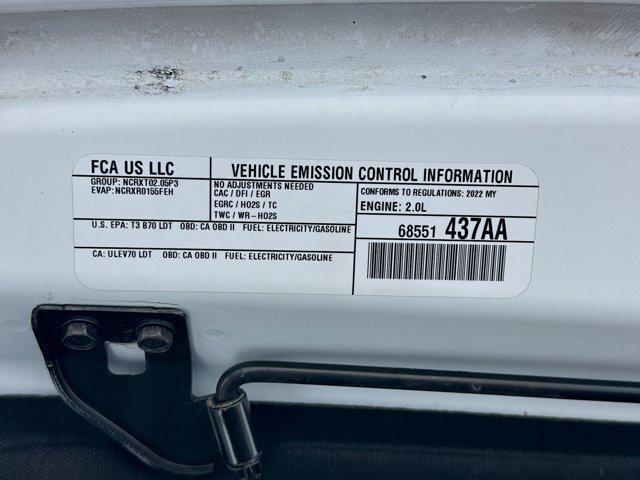 FCA US LLC
VEHICLE EMISSION CONTROL INFORMATION
GROUP: NCRXT02.05P3
EVAP: NCRXR0155FEH
NO ADJUSTMENTS NEEDED
CAC / DFI / EGR
EGRC / HO2S / TC
TWC / WR-HO2S
CONFORMS TO REGULATIONS: 2022 MY
ENGINE: 2.0L
U.S. EPA: T3 B70 LDT OBD: CA OBD II FUEL: ELECTRICITY/GASOLINE
68551 437AA
CA: ULEV70 LDT OBD: CA OBD II FUEL: ELECTRICITY/GASOLINE